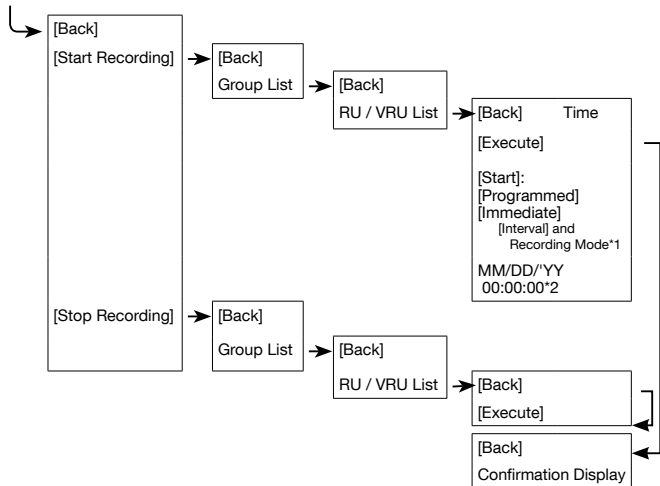 [Back]
[Start Recording]
[Back]
Group List
[Back]
RU / VRU List
[Back] Time
[Execute]
[Start]:
[Programmed]
[Immediate]
[Interval] and
Recording Mode*1
MM/DD/'YY
00:00:00*2
[Stop Recording]
[Back]
Group List
[Back]
RU / VRU List
[Back]
[Execute]
[Back]
Confirmation Display